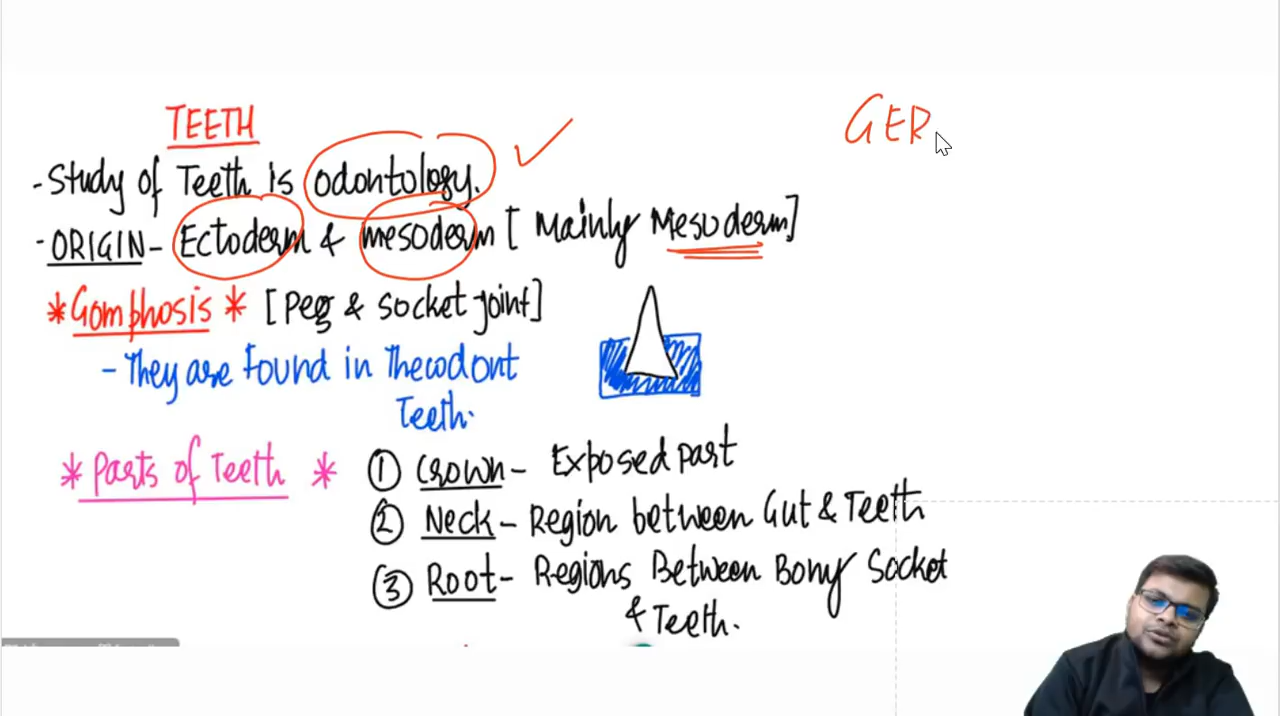 TEETH
GER
- Study of Teeth is odontology.
- ORIGIN - Ectoderm & mesoderm [Mainly Mesoderm]
* Gomphosis * [Peg & Socket joint]
- They are Found in Thecodont
Teeth.
* Parts of Teeth *
① Crown - Exposed part
② Neck - Region between Gut & Teeth
③ Root - Regions Between Bony Socket
& Teeth.